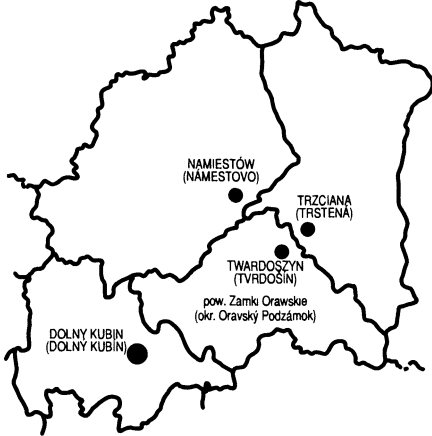 NAMIESTÓW
(NÁMESTOVO)
TRZCIANA
(TRSTENÁ)
TWARDOSZYN
(TVRDOŠÍN)
pow. Zamki Orawskie
(okr. Oravský Podzámok)
DOLNY KUBIN
(DOLNÝ KUBÍN)